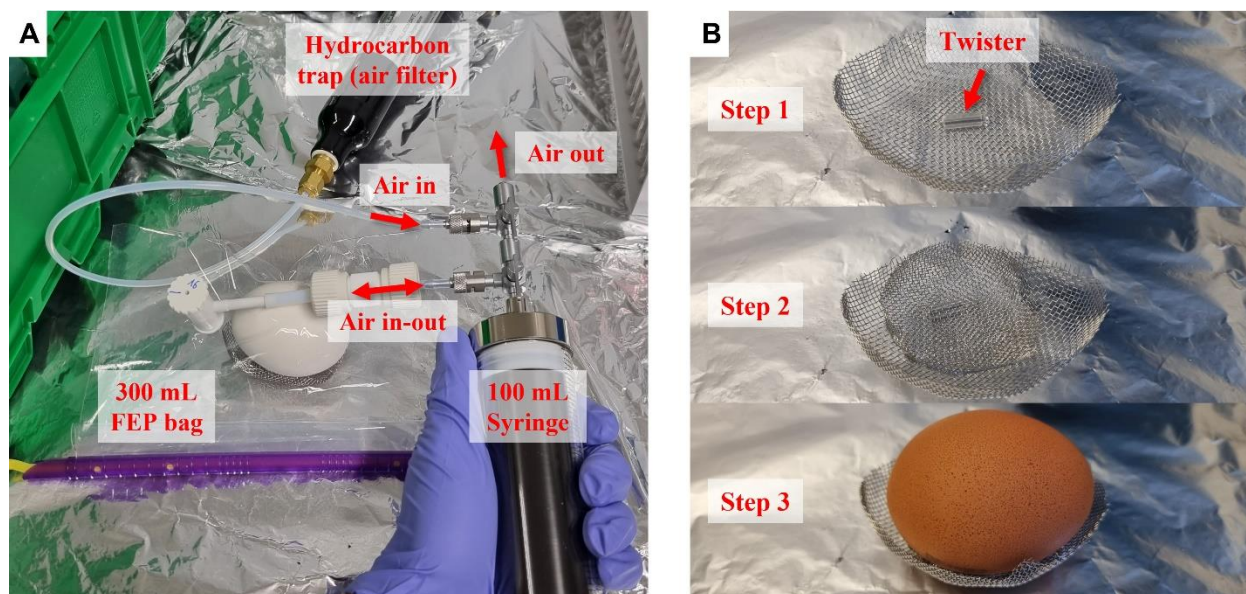 A
Hydrocarbon
trap (air filter)
Air out
Air in
Air in-out
300 mL
FEP bag
100 mL
Syringe
B
Twister
Step 1
Step 2
Step 3